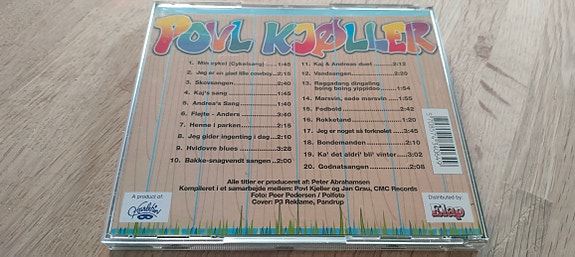 POVL KJØLLER
1. Min cykel (Cykelsang) 1:45
2. Jeg er en glad lille cowboy 2:15
3. Skovsangen 2:40
4. Kaj's sang 1:40
5. Andrea's Sang 1:45
6. Fløjte - Anders 3:40
7. Henne i parken 2:15
8. Jeg gider ingenting i dag 2:10
9. Hvidovre blues 3:28
10. Bakke-snagvendt sangen 2:00
11. Kaj & Andreas duet 2:12
12. Vandsangen 2:20
13. Raggadang dingaling
boing boing yippidoo 1:54
14. Marsvin, søde marsvin 1:55
15. Fodbold 2:42
16. Rokketand 1:20
17. Jeg er noget så forkælet 3:45
18. Bondemanden 2:10
19. Ka' det aldri' bli' vinter 3:02
20. Godnatsangen 2:08
Alle titler er produceret af: Peter Abrahamsen
Kompileret i et samarbejde mellem: Povl Kjøller og Jan Grau, CMC Records
Foto: Peer Pedersen / Polfoto
Cover: P3 Reklame, Pandrup
A product of:
Distributed by